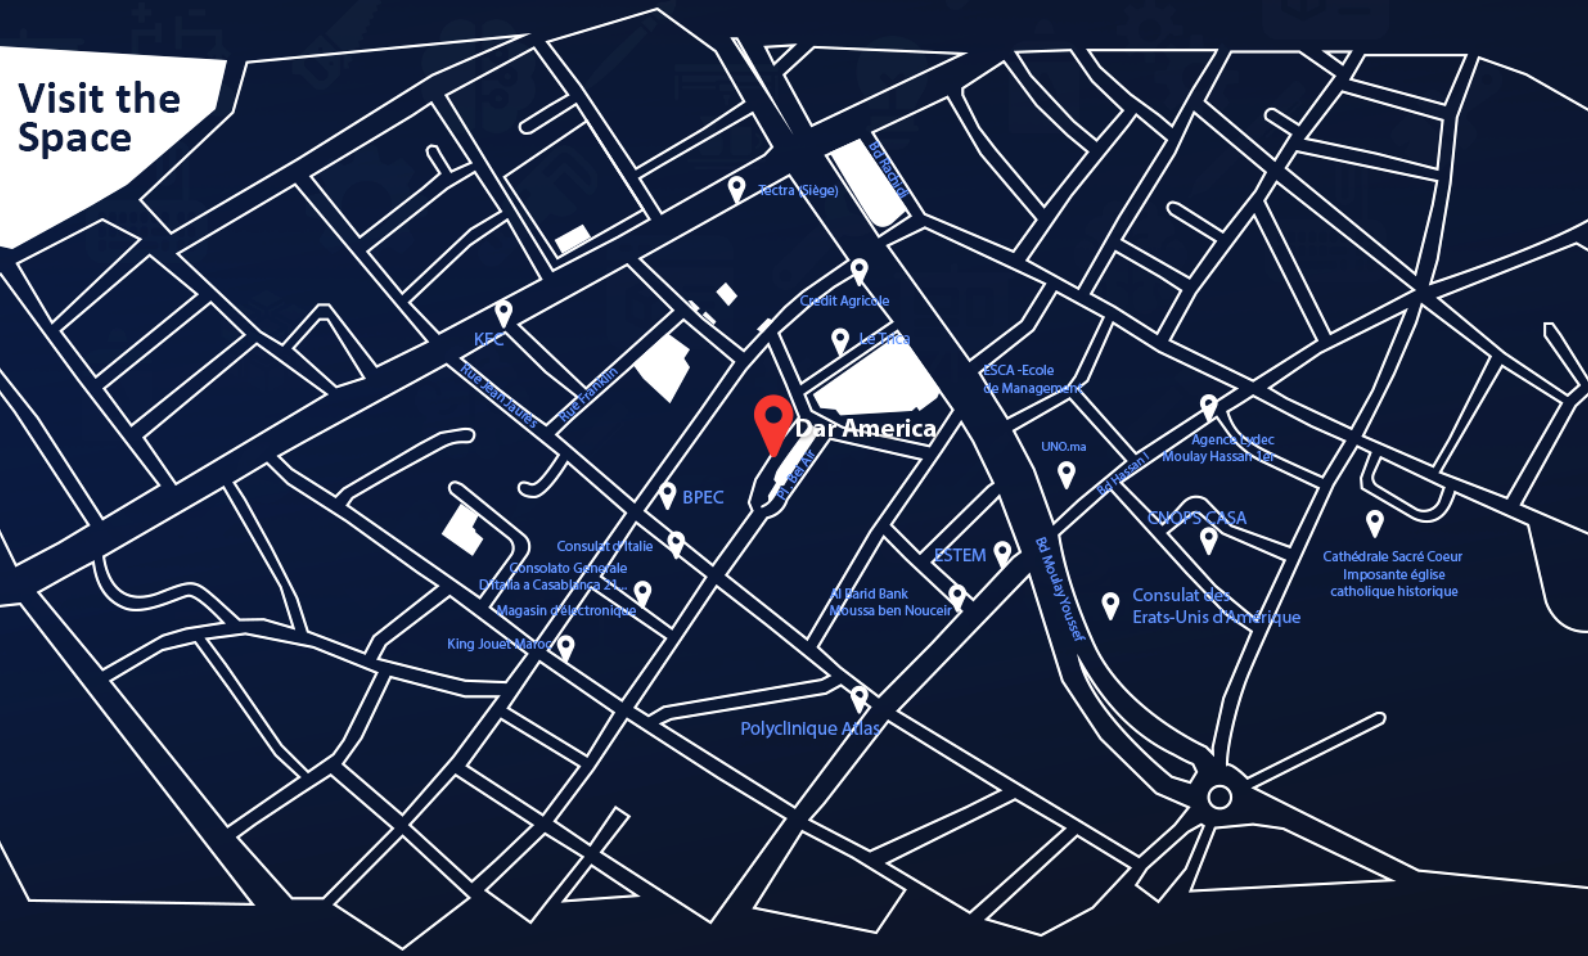 Visit the
Space
Bd Rachidi
Tectra (Siège)
Credit Agricole
Le Trica
KFC
Rue Jean Jaures
Rue Franklin
ESCA -Ecole
de Management
Dar America
Pl. Bel Air
UNO.ma
Agence Lydec
Moulay Hassan 1er
Bd Hassan I
BPEC
CNOPS CASA
Consulat d'Italie
Consolato Generale
D'Italia a Casablanca 21...
Magasin d'électronique
ESTEM
Al Barid Bank
Moussa ben Nouceir
Bd Moulay Youssef
Cathédrale Sacré Coeur
Imposante église
catholique historique
Consulat des
Erats-Unis d'Amérique
King Jouet Maroc
Polyclinique Atlas